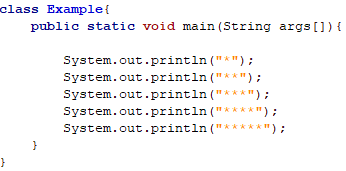 class Example{
    public static void main(String args[]){

        System.out.println("*");
        System.out.println("**");
        System.out.println("***");
        System.out.println("****");
        System.out.println("*****");
    }
}